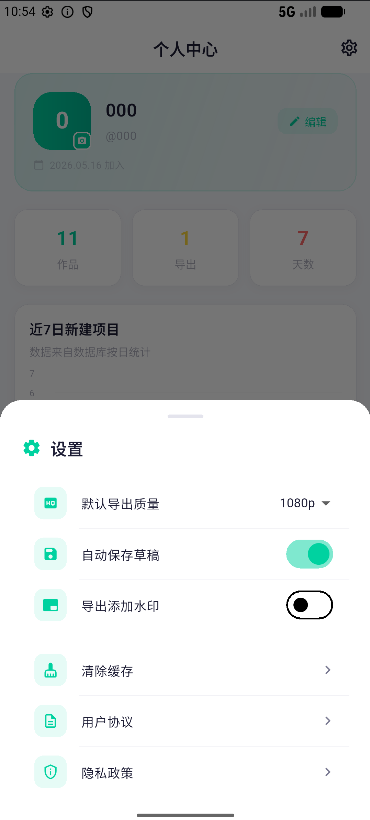 10:54
5G
个人中心
0
000
@000
编辑
2026.05.16 加入
11
1
7
作品
导出
天数
近7日新建项目
数据来自数据库按日统计
7
6
设置
HQ
默认导出质量
1080p
自动保存草稿
导出添加水印
清除缓存
用户协议
隐私政策